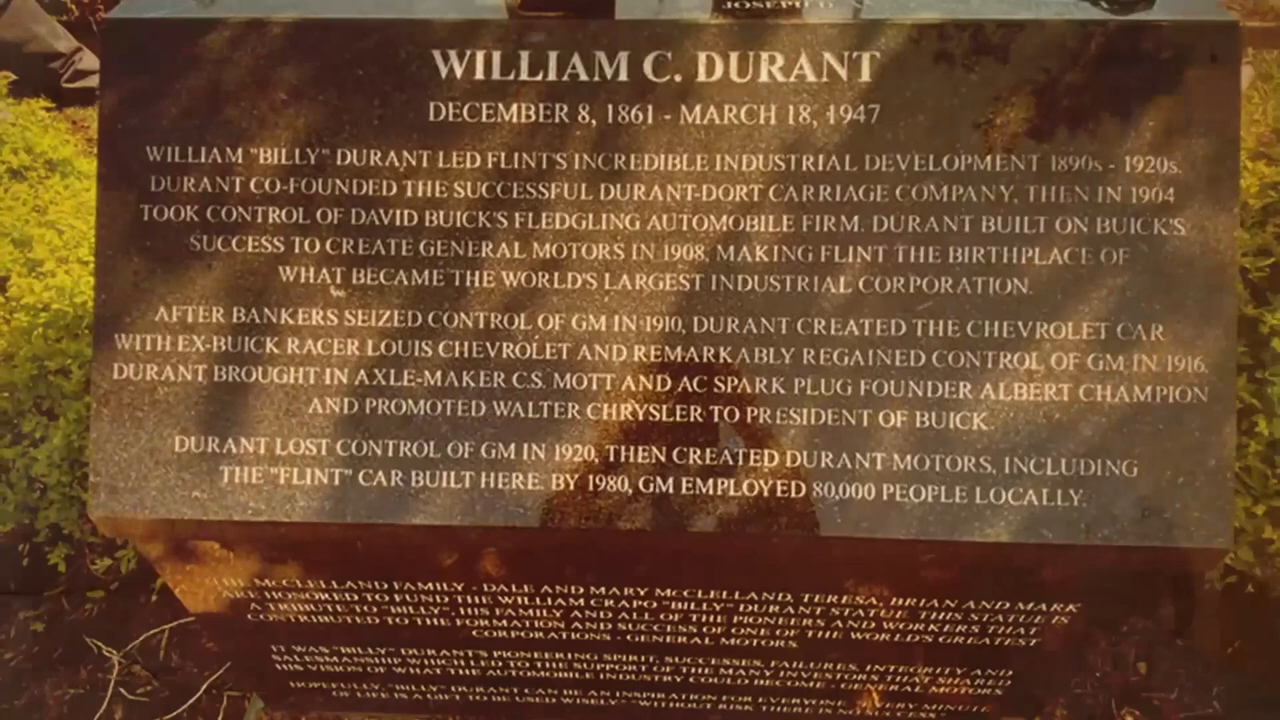 JOSEPH D
WILLIAM C. DURANT
DECEMBER 8, 1861 - MARCH 18, 1947
WILLIAM "BILLY" DURANT LED FLINT'S INCREDIBLE INDUSTRIAL DEVELOPMENT 1890s - 1920s.
DURANT CO-FOUNDED THE SUCCESSFUL DURANT-DORT CARRIAGE COMPANY, THEN IN 1904
TOOK CONTROL OF DAVID BUICK'S FLEDGLING AUTOMOBILE FIRM. DURANT BUILT ON BUICK'S
SUCCESS TO CREATE GENERAL MOTORS IN 1908, MAKING FLINT THE BIRTHPLACE OF
WHAT BECAME THE WORLD'S LARGEST INDUSTRIAL CORPORATION.
AFTER BANKERS SEIZED CONTROL OF GM IN 1910, DURANT CREATED THE CHEVROLET CAR
WITH EX-BUICK RACER LOUIS CHEVROLET AND REMARKABLY REGAINED CONTROL OF GM IN 1916.
DURANT BROUGHT IN AXLE-MAKER C.S. MOTT AND AC SPARK PLUG FOUNDER ALBERT CHAMPION
AND PROMOTED WALTER CHRYSLER TO PRESIDENT OF BUICK.
DURANT LOST CONTROL OF GM IN 1920, THEN CREATED DURANT MOTORS, INCLUDING
THE "FLINT" CAR BUILT HERE. BY 1980, GM EMPLOYED 80,000 PEOPLE LOCALLY.
THE McCLELLAND FAMILY - DALE AND MARY McCLELLAND, TERESA, BRIAN AND MARK
ARE HONORED TO FUND THE WILLIAM CRAPO "BILLY" DURANT STATUE. THIS STATUE IS
A TRIBUTE TO "BILLY", HIS FAMILY AND ALL OF THE PIONEERS AND WORKERS THAT
CONTRIBUTED TO THE FORMATION AND SUCCESS OF ONE OF THE WORLD'S GREATEST
CORPORATIONS - GENERAL MOTORS.
IT WAS "BILLY" DURANT'S PIONEERING SPIRIT, SUCCESSES, FAILURES, INTEGRITY AND
SALESMANSHIP WHICH LED TO THE SUPPORT OF THE MANY INVESTORS THAT SHARED
VISION OF WHAT THE AUTOMOBILE INDUSTRY COULD BECOME - GENERAL MOTORS
HOPEFULLY, "BILLY" DURANT CAN BE AN INSPIRATION FOR EVERYONE. EVERY MINUTE
OF LIFE IS A GIFT TO BE USED WISELY" "WITHOUT RISK THERE IS NO SUCCESS"